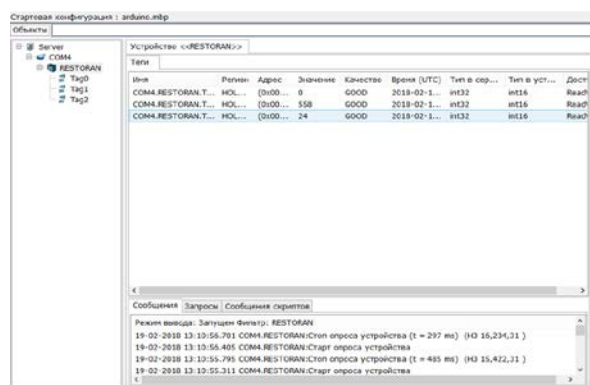 Стартовая конфигурация : arduino.mbp
Объекты
Server
COM4
RESTORAN
Tag0
Tag1
Tag2
Устройство <<RESTORAN>>
Теги
Имя Регион Адрес Значение Качество Время (UTC) Тип в сер... Тип в уст... Дост
COM4.RESTORAN.T... HOL... (0x00... 0 GOOD 2018-02-1... int32 int16 Read
COM4.RESTORAN.T... HOL... (0x00... 558 GOOD 2018-02-1... int32 int16 Read
COM4.RESTORAN.T... HOL... (0x00... 24 GOOD 2018-02-1... int32 int16 Read
Сообщения Запросы Сообщения скриптов
Режим вывода: Запущен Фильтр: RESTORAN
19-02-2018 13:10:56.701 COM4.RESTORAN:Стоп опроса устройства (t = 297 ms) (НЗ 16,234,31 )
19-02-2018 13:10:56.405 COM4.RESTORAN:Старт опроса устройства
19-02-2018 13:10:55.795 COM4.RESTORAN:Стоп опроса устройства (t = 485 ms) (НЗ 15,422,31 )
19-02-2018 13:10:55.311 COM4.RESTORAN:Старт опроса устройства